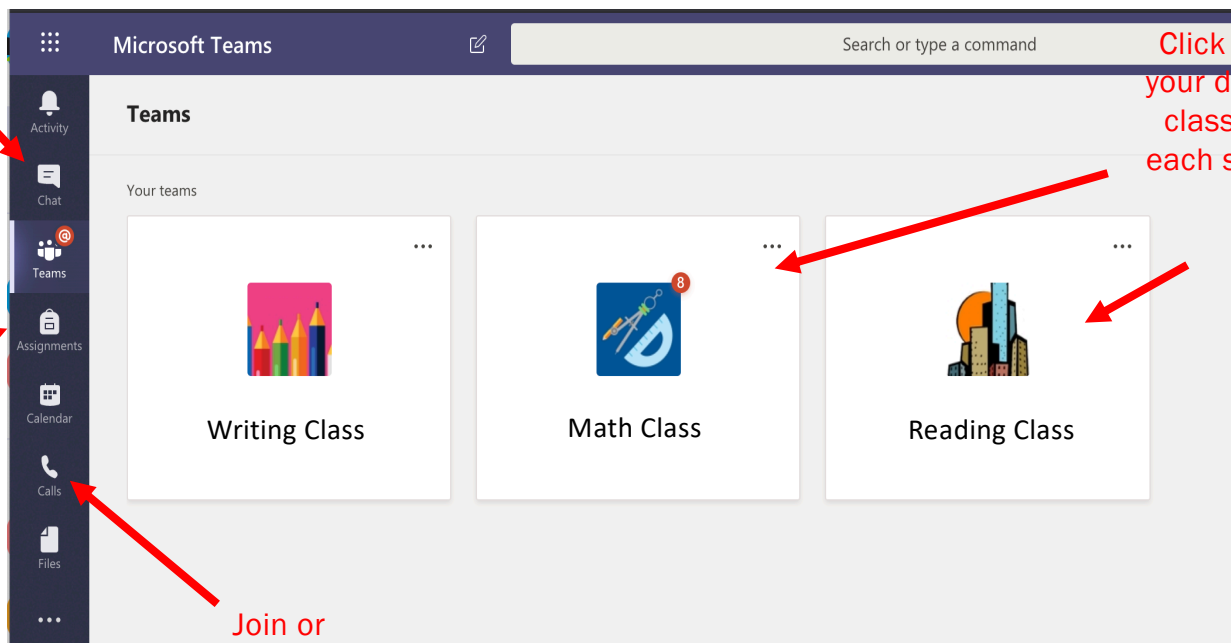 Microsoft Teams
Search or type a command
Click
your d
class
each s
Activity
Teams
Chat
Your teams
@
Teams
8
Assignments
Calendar
Writing Class
Math Class
Reading Class
Calls
Files
Join or